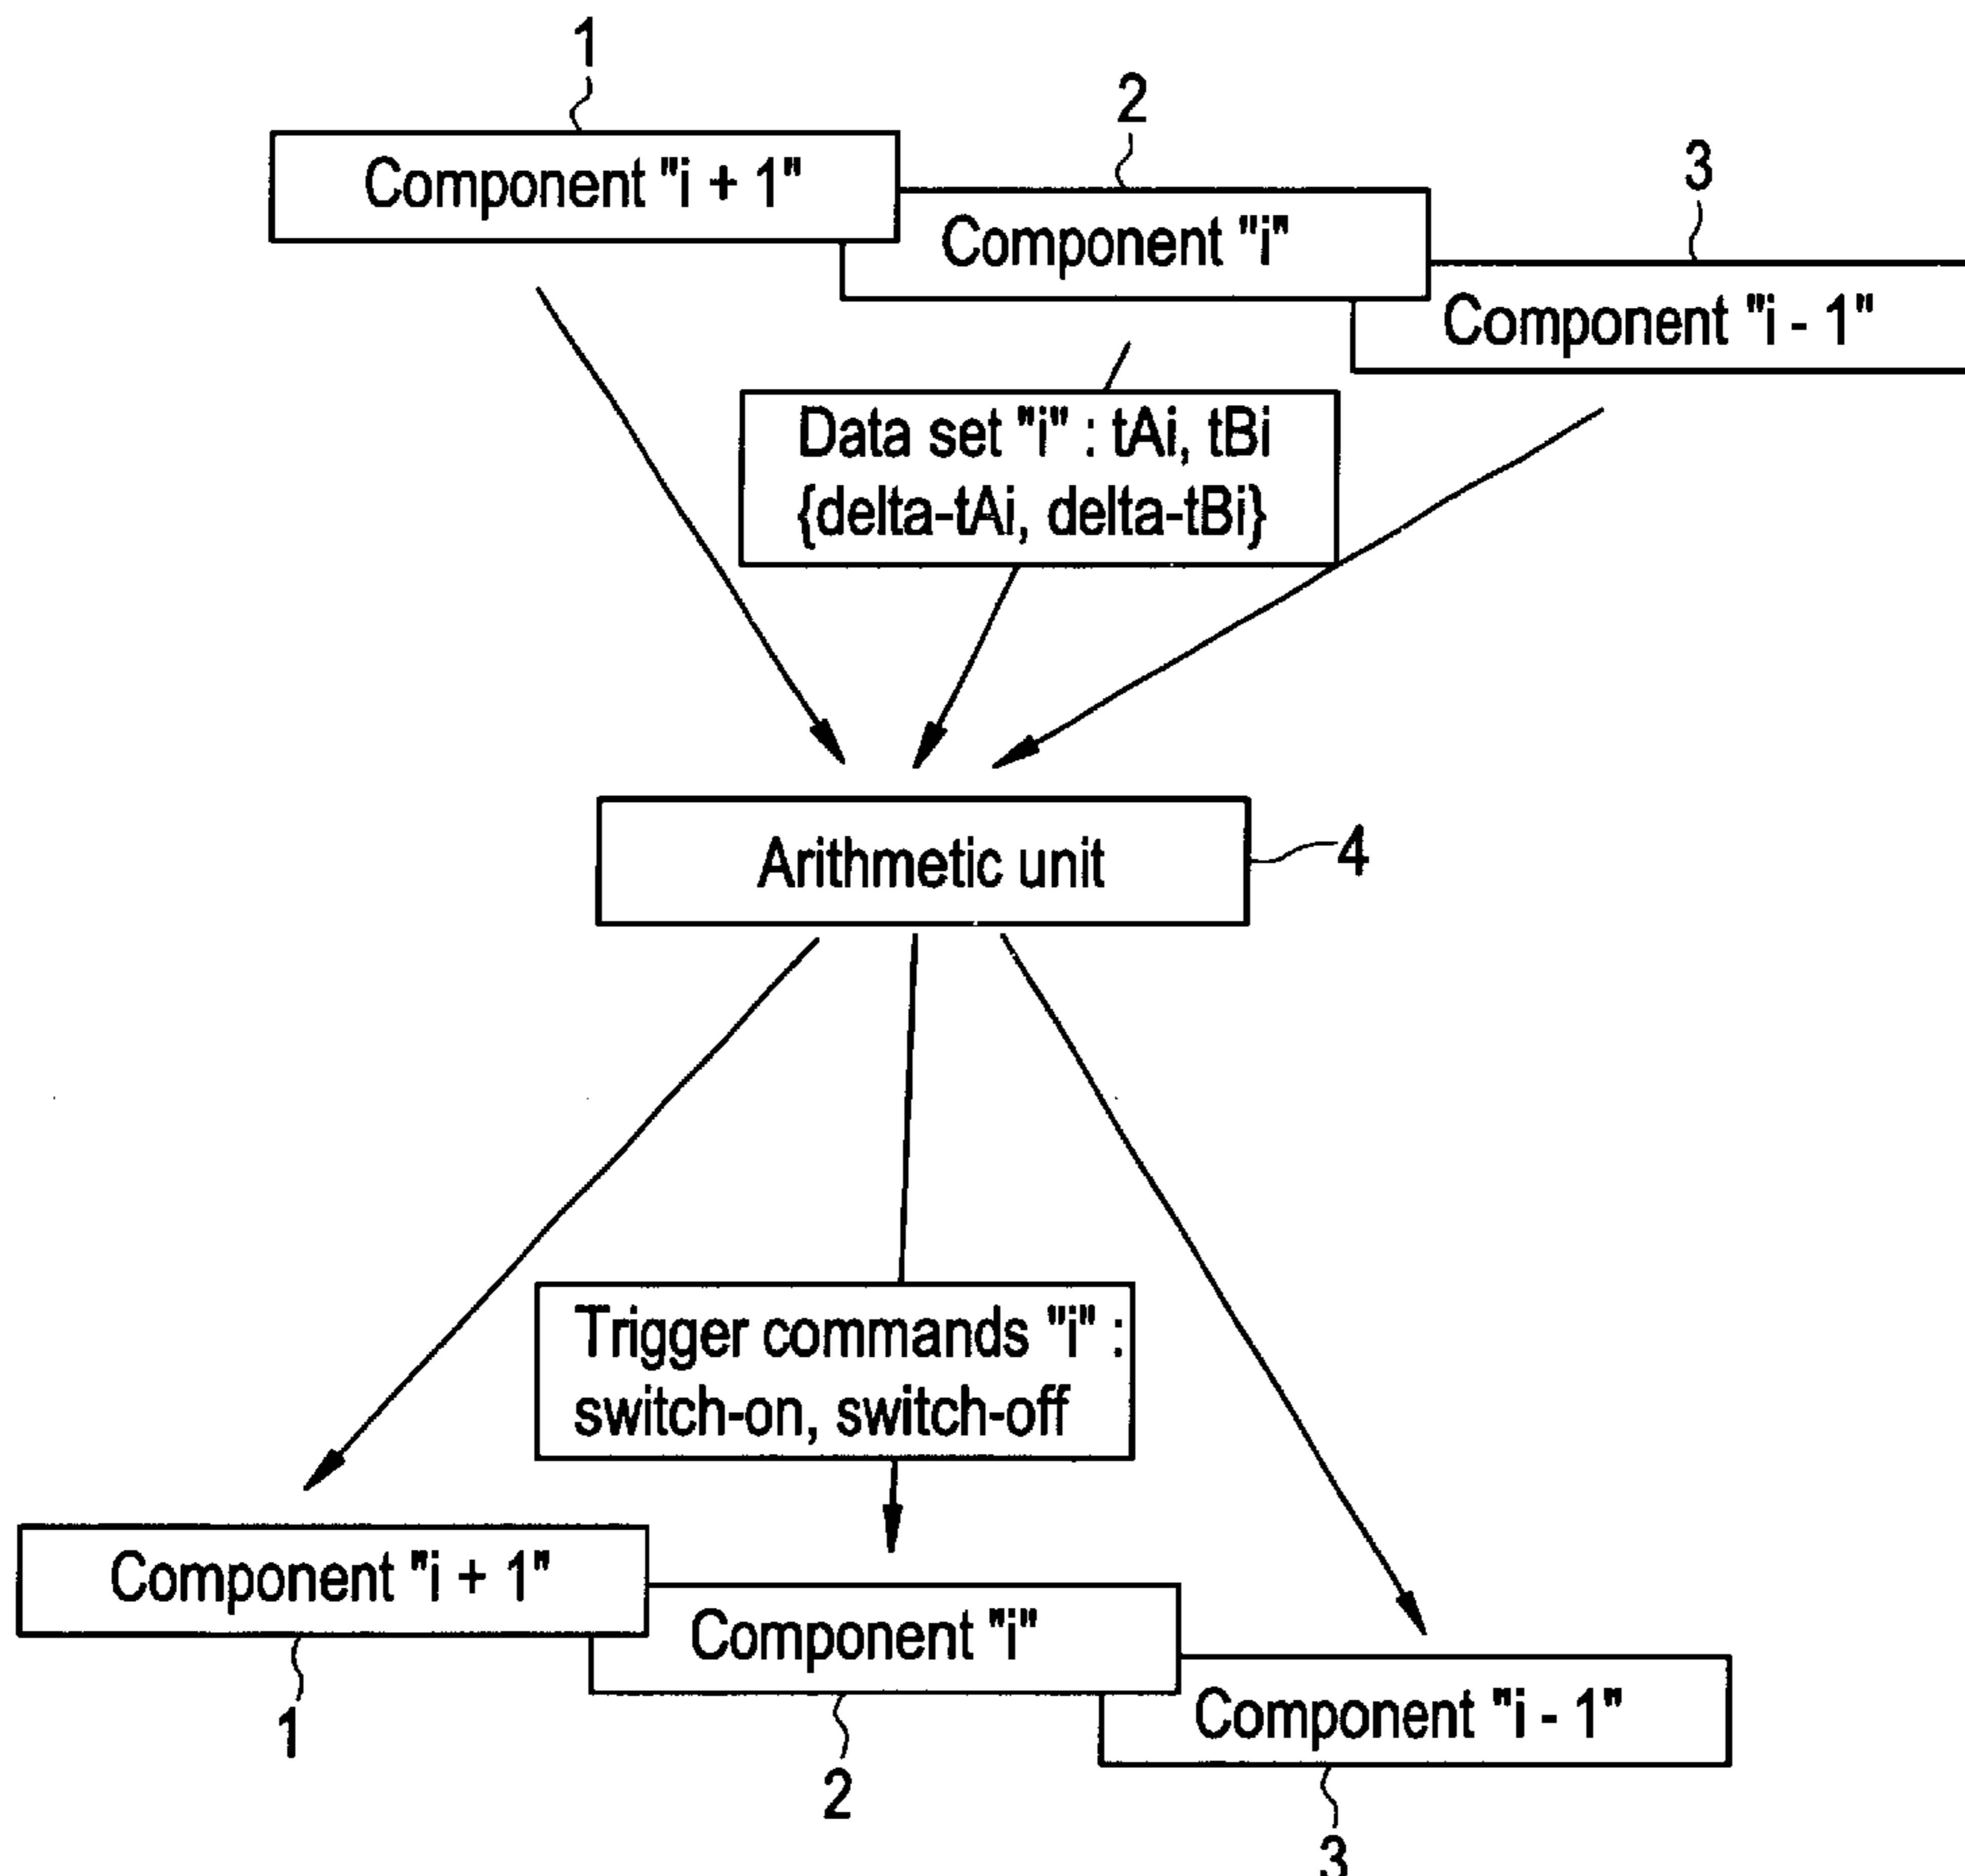 1
2
3
Component "i + 1"
Component "i"
Component "i - 1"
Data set "i" : tAi, tBi
{delta-tAi, delta-tBi}
Arithmetic unit
4
Trigger commands "i" :
switch-on, switch-off
Component "i + 1"
Component "i"
Component "i - 1"
1
2
3